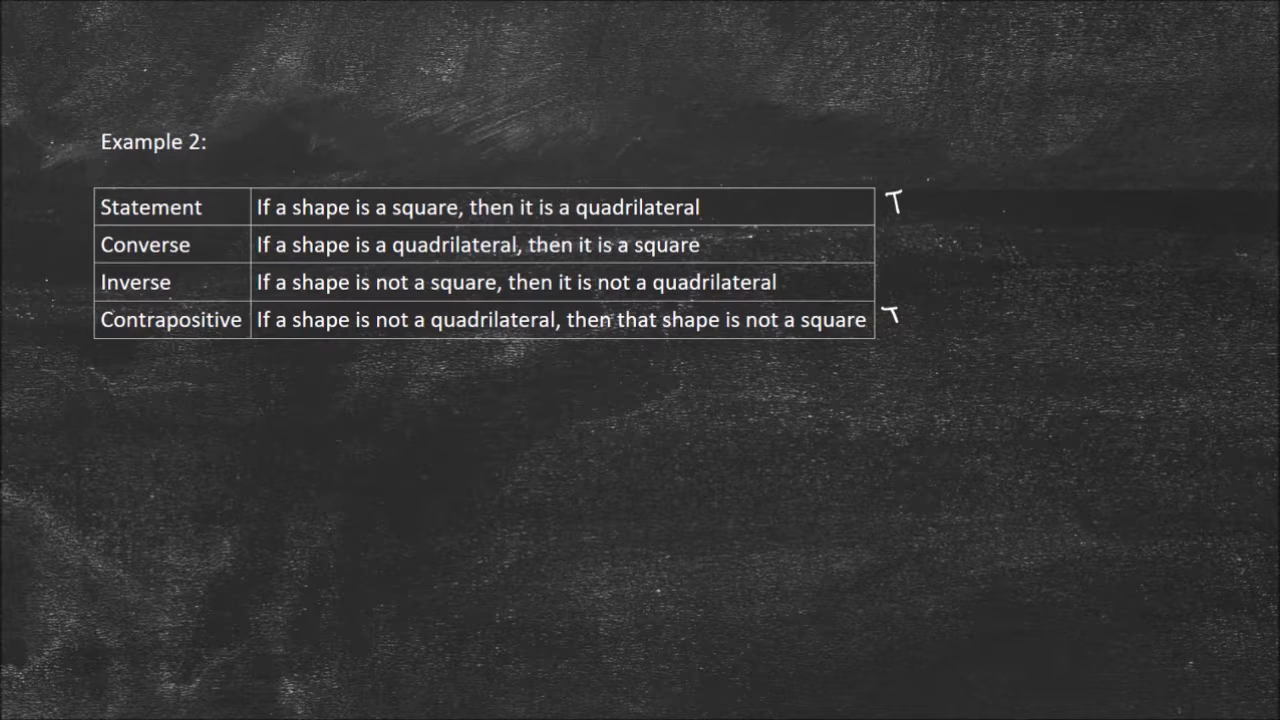 Example 2:
Statement If a shape is a square, then it is a quadrilateral T
Converse If a shape is a quadrilateral, then it is a square
Inverse If a shape is not a square, then it is not a quadrilateral
Contrapositive If a shape is not a quadrilateral, then that shape is not a square T